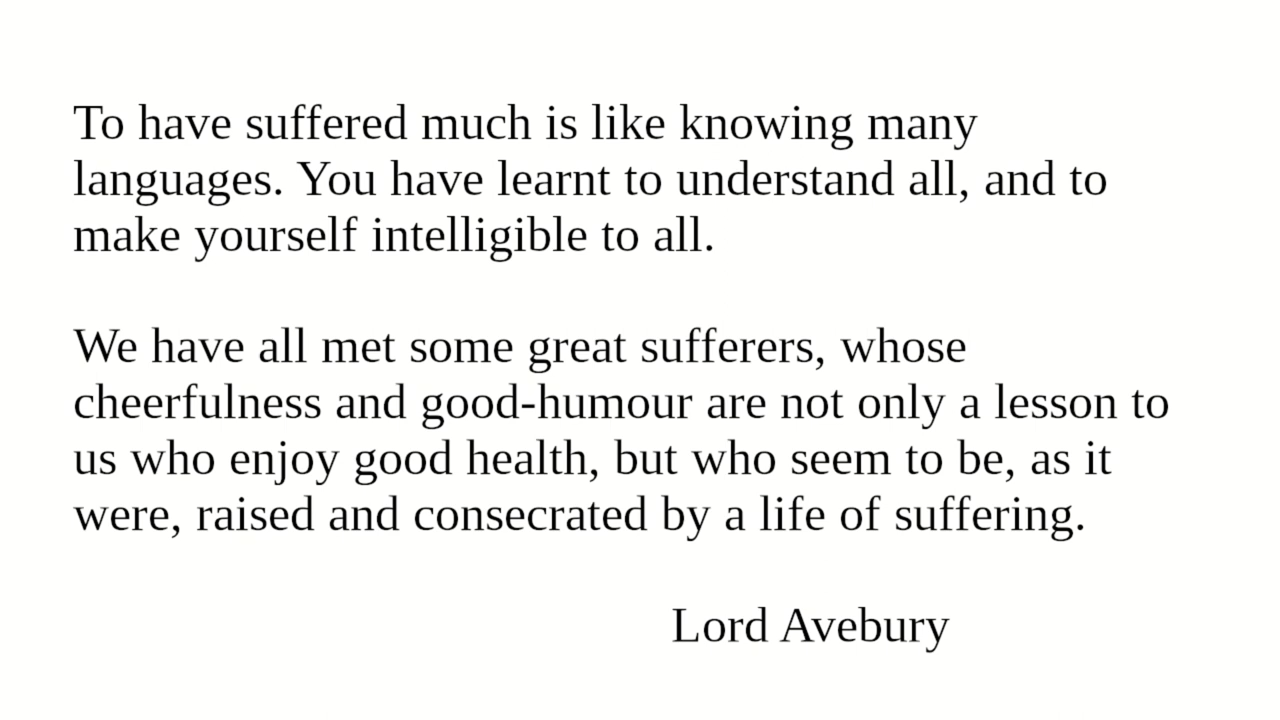 To have suffered much is like knowing many
languages. You have learnt to understand all, and to
make yourself intelligible to all.
We have all met some great sufferers, whose
cheerfulness and good-humour are not only a lesson to
us who enjoy good health, but who seem to be, as it
were, raised and consecrated by a life of suffering.
Lord Avebury